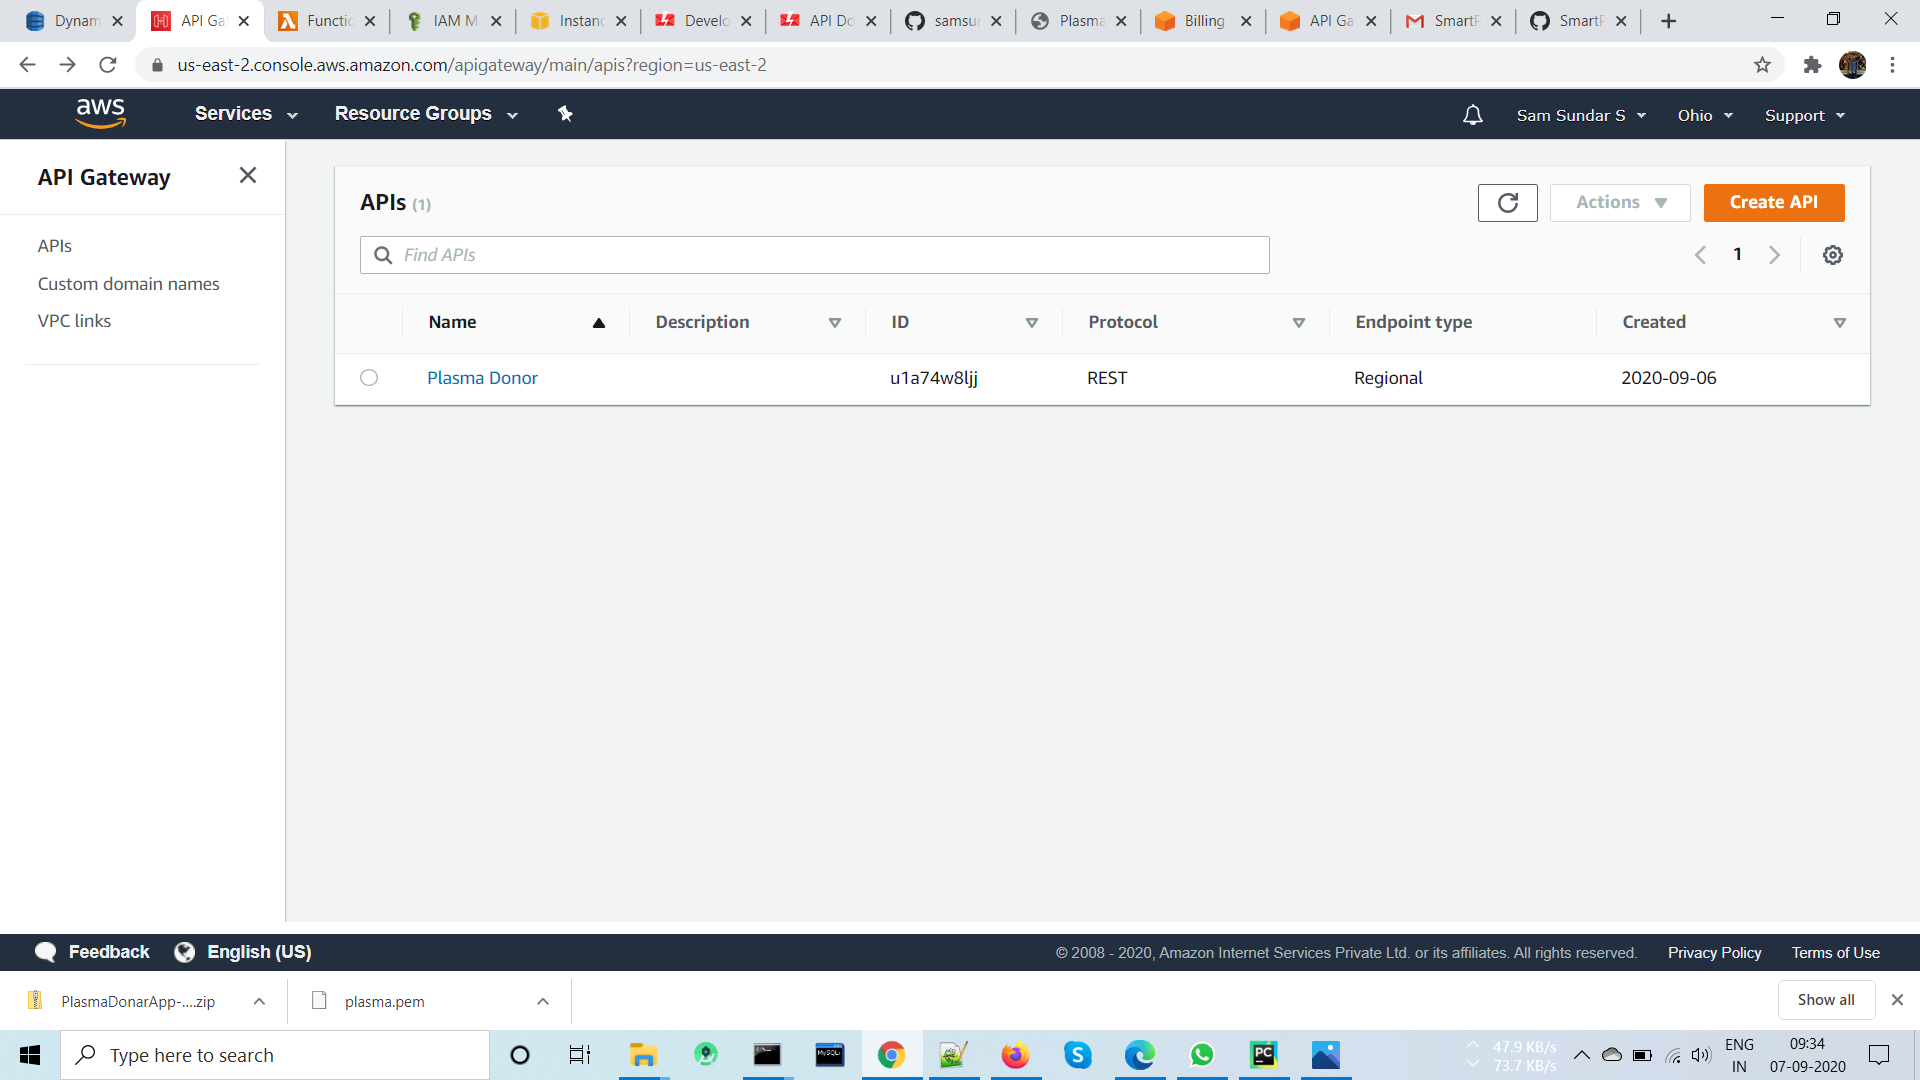 Dynam
API Ga
Functio
IAM M
Instanc
Develo
API Do
samsu
Plasma
Billing
API Ga
SmartP
SmartP
us-east-2.console.aws.amazon.com/apigateway/main/apis?region=us-east-2
aws
Services
Resource Groups
Sam Sundar S
Ohio
Support
API Gateway
APIs
Custom domain names
VPC links
APIs (1)
Actions
Create API
Find APIs
1
Name Description ID Protocol Endpoint type Created
Plasma Donor u1a74w8ljj REST Regional 2020-09-06
Feedback English (US)
© 2008 - 2020, Amazon Internet Services Private Ltd. or its affiliates. All rights reserved. Privacy Policy Terms of Use
PlasmaDonarApp-....zip
plasma.pem
Show all
Type here to search
MySQL
PC
47.9 KB/s
73.7 KB/s
ENG
IN
09:34
07-09-2020